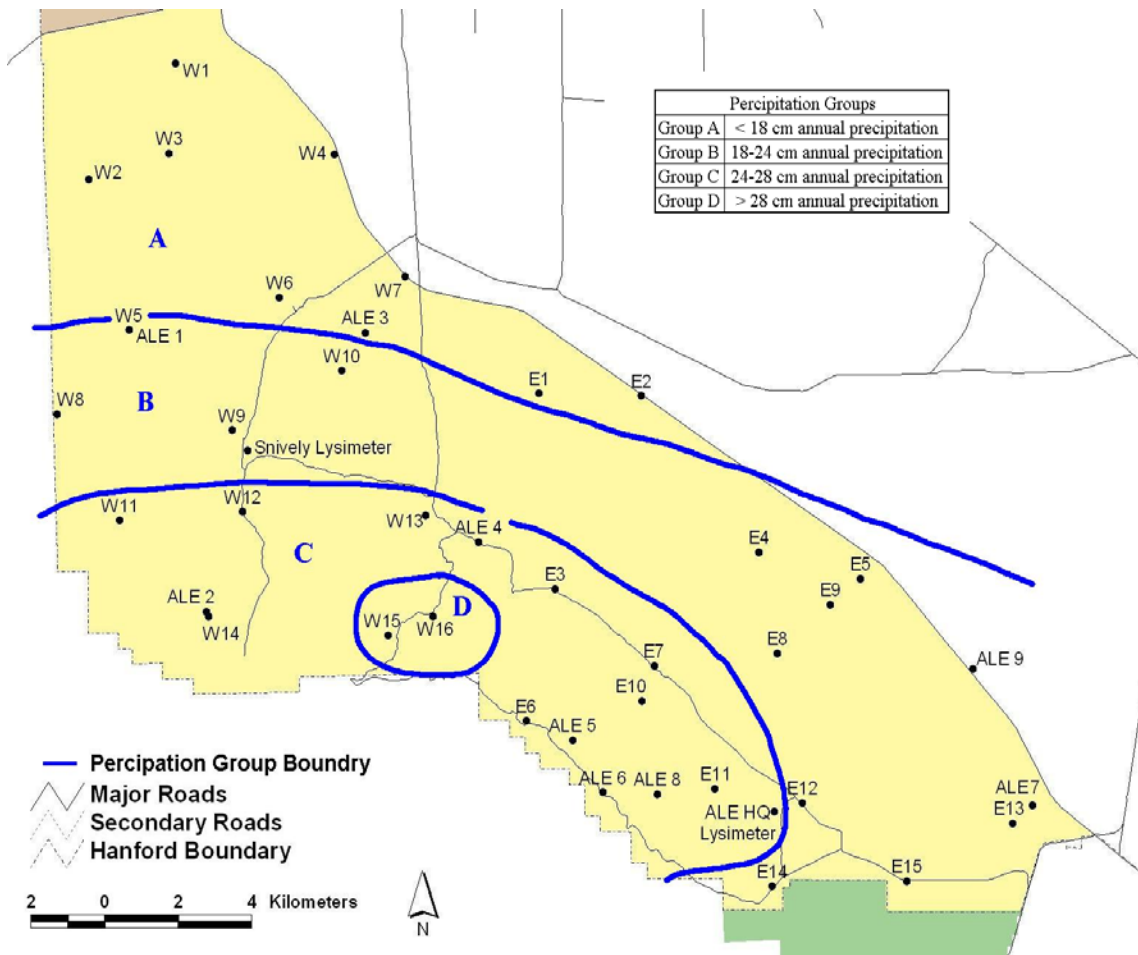 W1
Percipitation Groups
Group A < 18 cm annual precipitation
Group B 18-24 cm annual precipitation
Group C 24-28 cm annual precipitation
Group D > 28 cm annual precipitation
W3
W4
W2
A
W6
W7
W5
ALE 3
ALE 1
W10
E1
E2
B
W8
W9
Snively Lysimeter
W11
W12
W13
ALE 4
C
E4
E3
E5
E9
ALE 2
W14
D
W15
W16
E8
E7
ALE 9
E10
E6
ALE 5
ALE 6
ALE 8
E11
E12
ALE7
E13
ALE HQ
Lysimeter
E14
E15
Percipation Group Boundry
Major Roads
Secondary Roads
Hanford Boundary
2 0 2 4 Kilometers
N